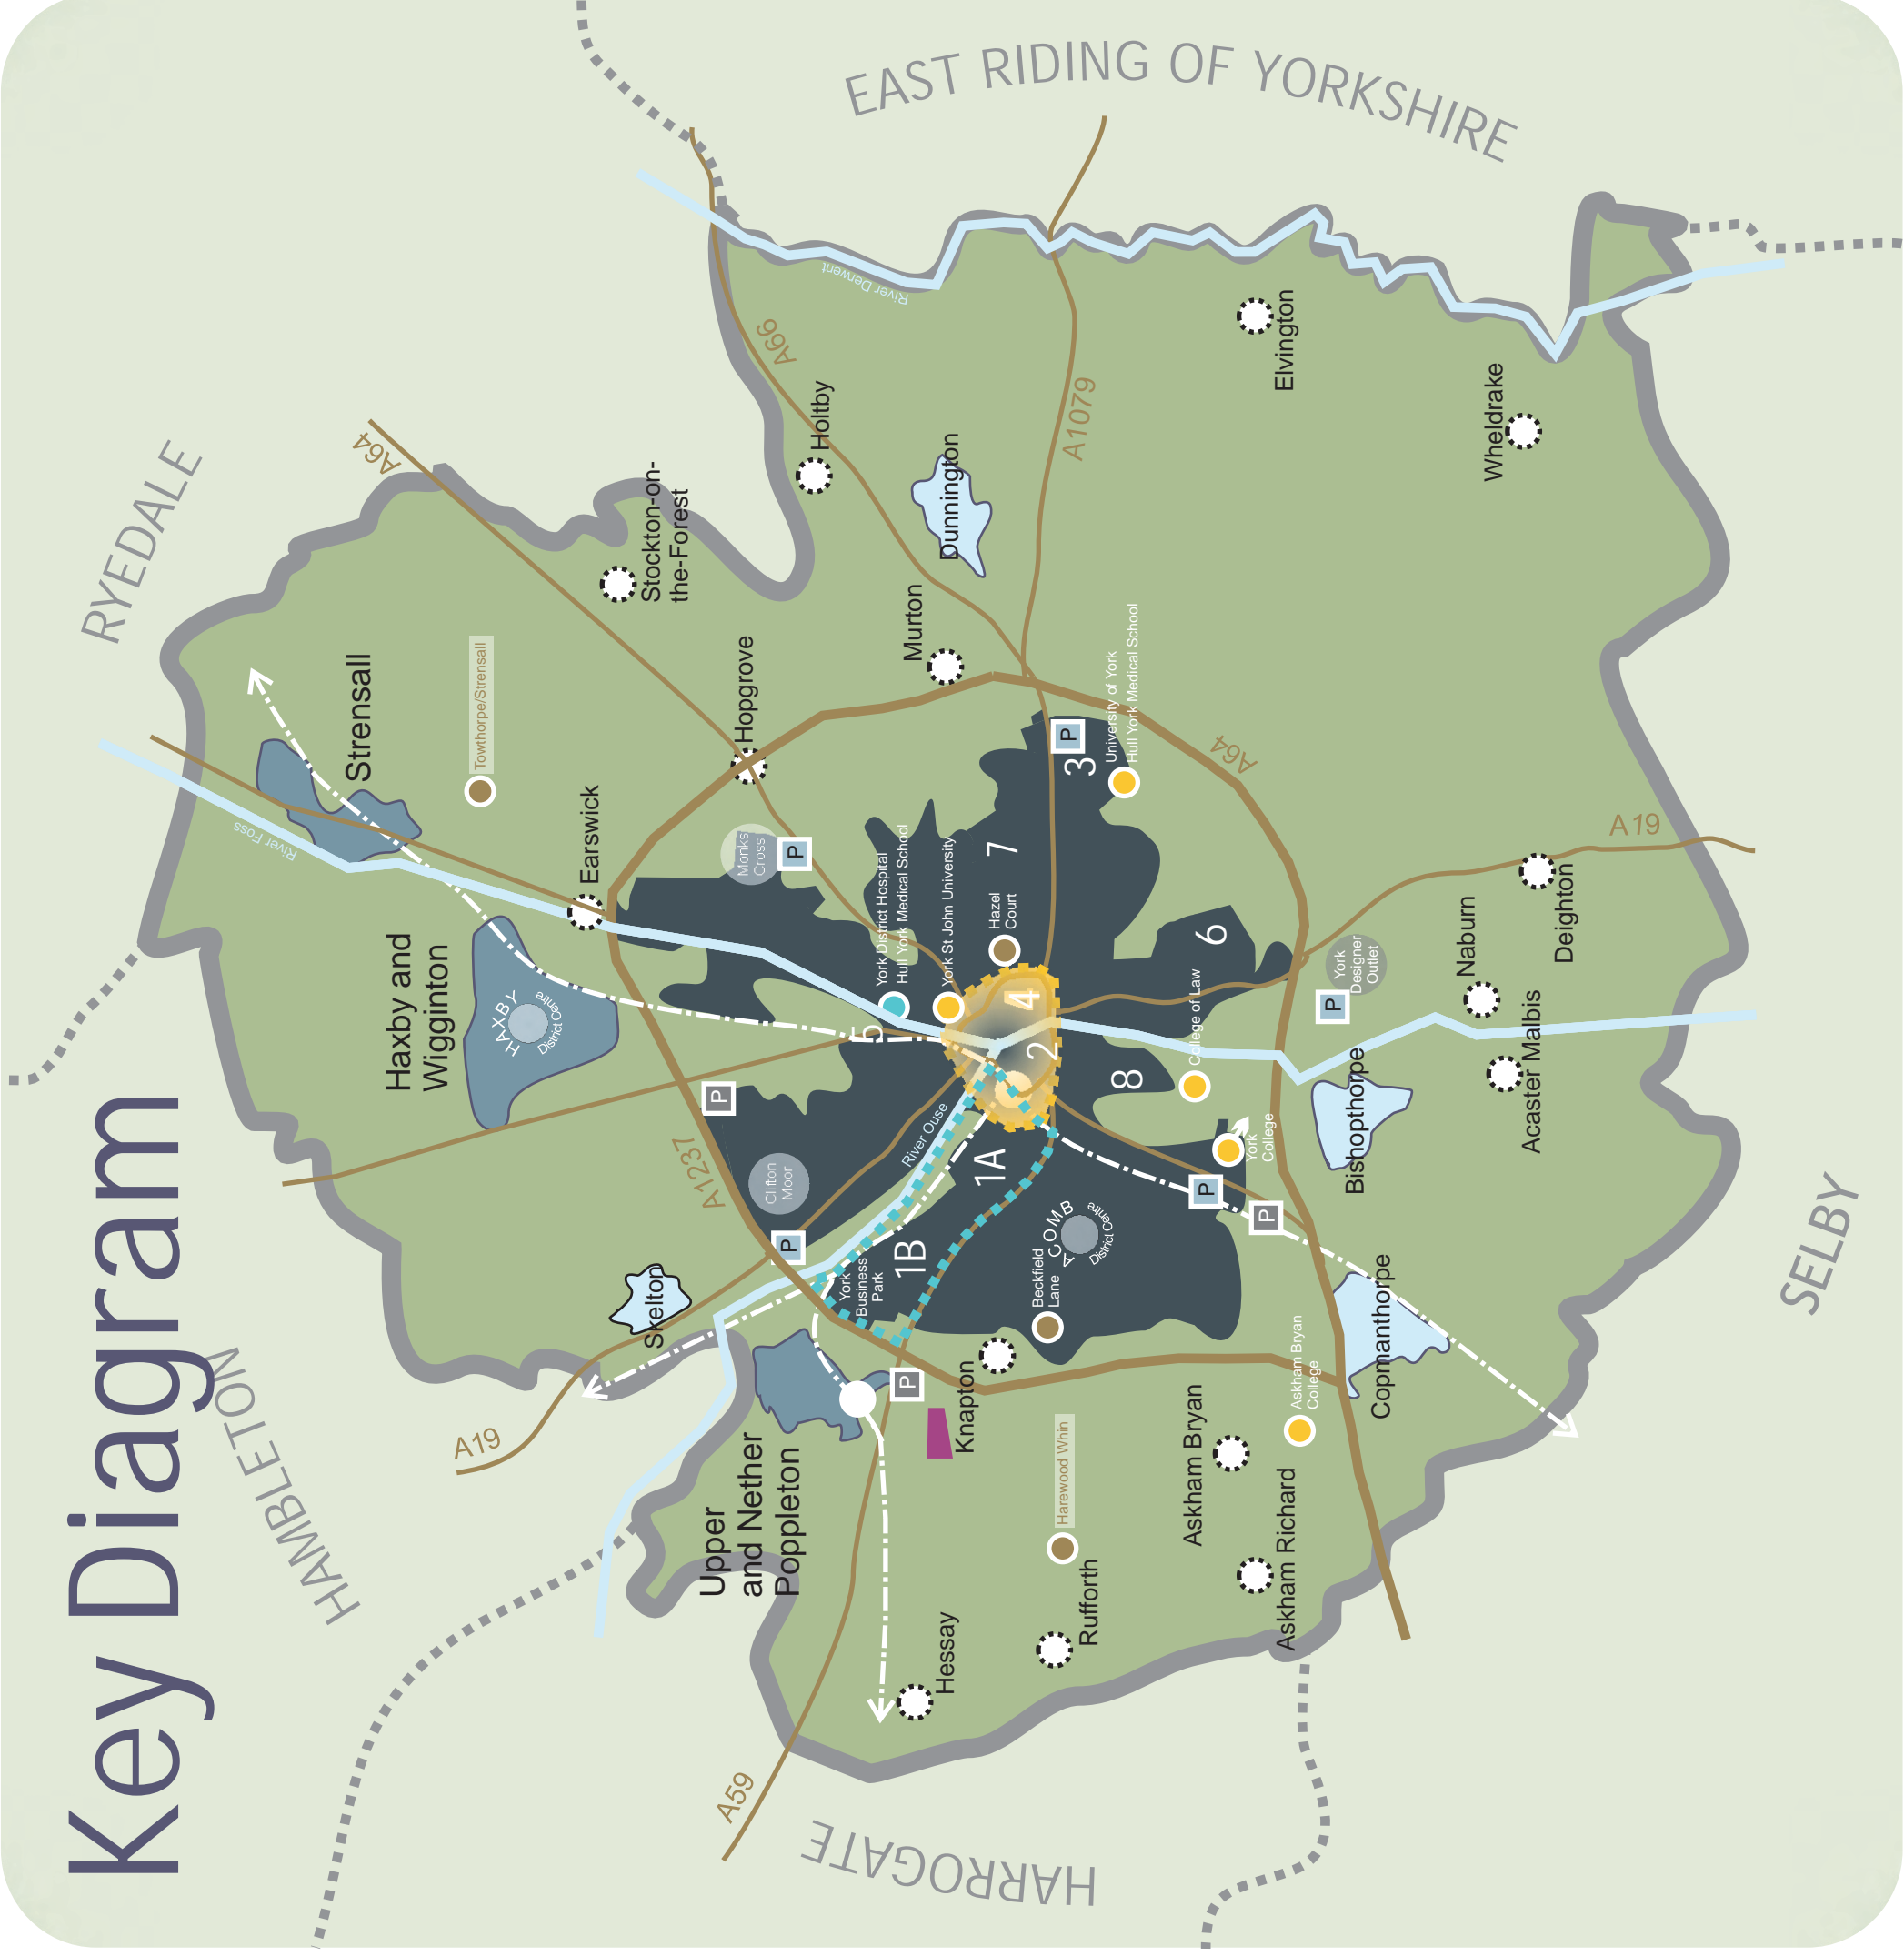 Key Diagram
RYEDALE
HAMBLETON
EAST RIDING OF YORKSHIRE
HARROGATE
SELBY
A64
Strensall
Towthorpe/Strensall
River Foss
Stockton-on-
the-Forest
Earswick
Hopgrove
Haxby and
Wigginton
HAXBY
District Centre
A66
Holtby
River Derwent
Dunnington
Murton
A1079
Elvington
Wheldrake
Monks
Cross
P
York District Hospital
Hull York Medical School
York St John University
Hazel
Court
7
3
P
University of York
Hull York Medical School
A64
A19
6
5
4
2
8
College of Law
York
Designer
Outlet
P
Naburn
Deighton
Acaster Malbis
Bishopthorpe
York
College
P
P
A1237
P
Clifton
Moor
P
River Ouse
1A
1B
York
Business
Park
ACOMB
District Centre
Beckfield
Lane
Skelton
A19
Upper
and Nether
Poppleton
P
Knapton
Harewood Whin
Rufforth
Hessay
A59
Askham Bryan
Askham Bryan
College
Askham Richard
Copmanthorpe